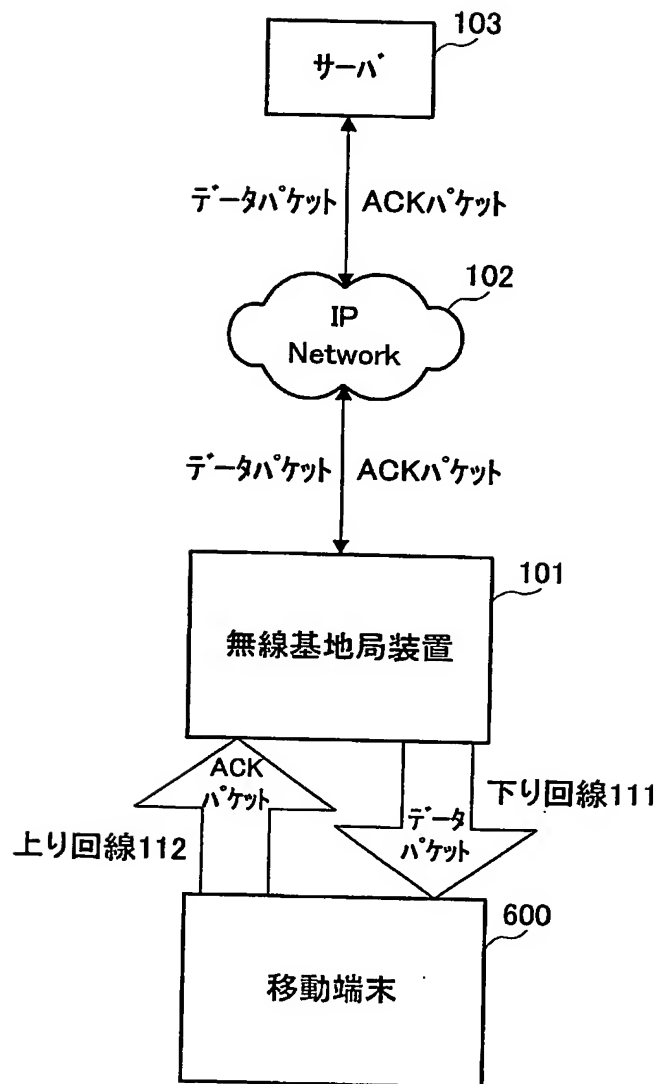 103
サーバ
データパケット ACKパケット
102
IP
Network
データパケット ACKパケット
101
無線基地局装置
ACK
パケット
下り回線111
データ
パケット
上り回線112
600
移動端末